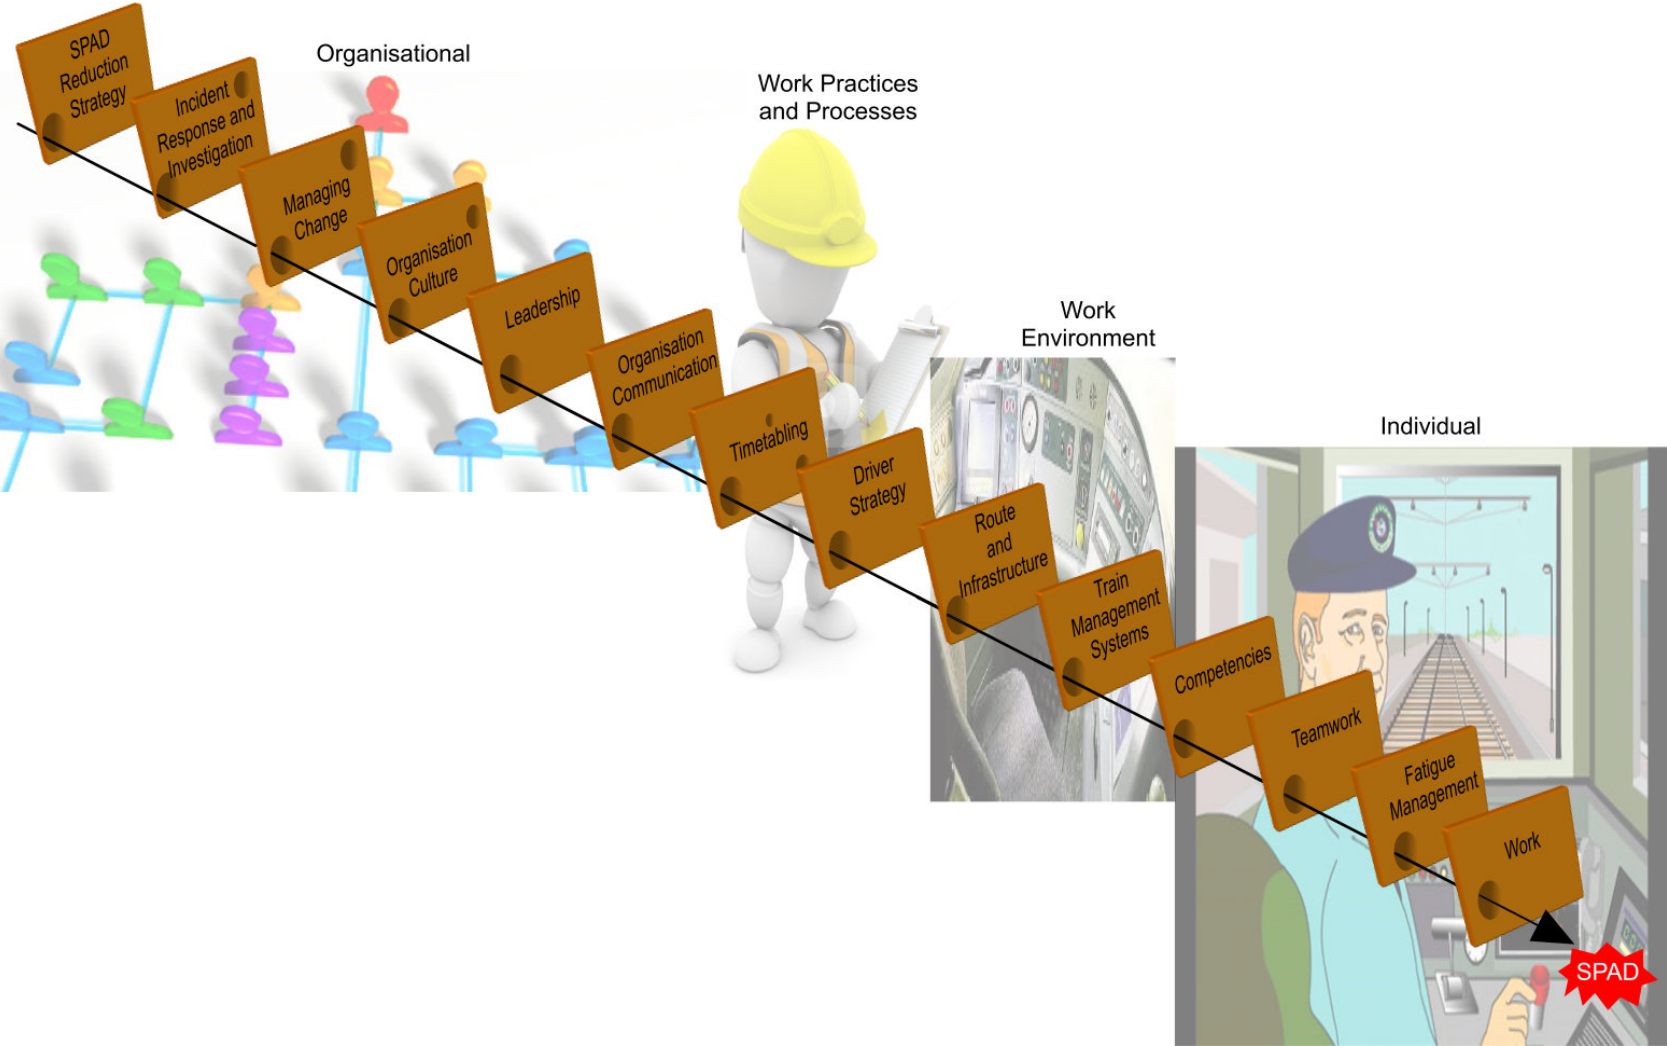 SPAD
Reduction
Strategy
Organisational
Incident
Response and
Investigation
Work Practices
and Processes
Managing
Change
Organisation
Culture
Leadership
Organisation
Communication
Work
Environment
Timetabling
Driver
Strategy
Individual
Route
and
Infrastructure
Train
Management
Systems
Competencies
Teamwork
Fatigue
Management
Work
SPAD